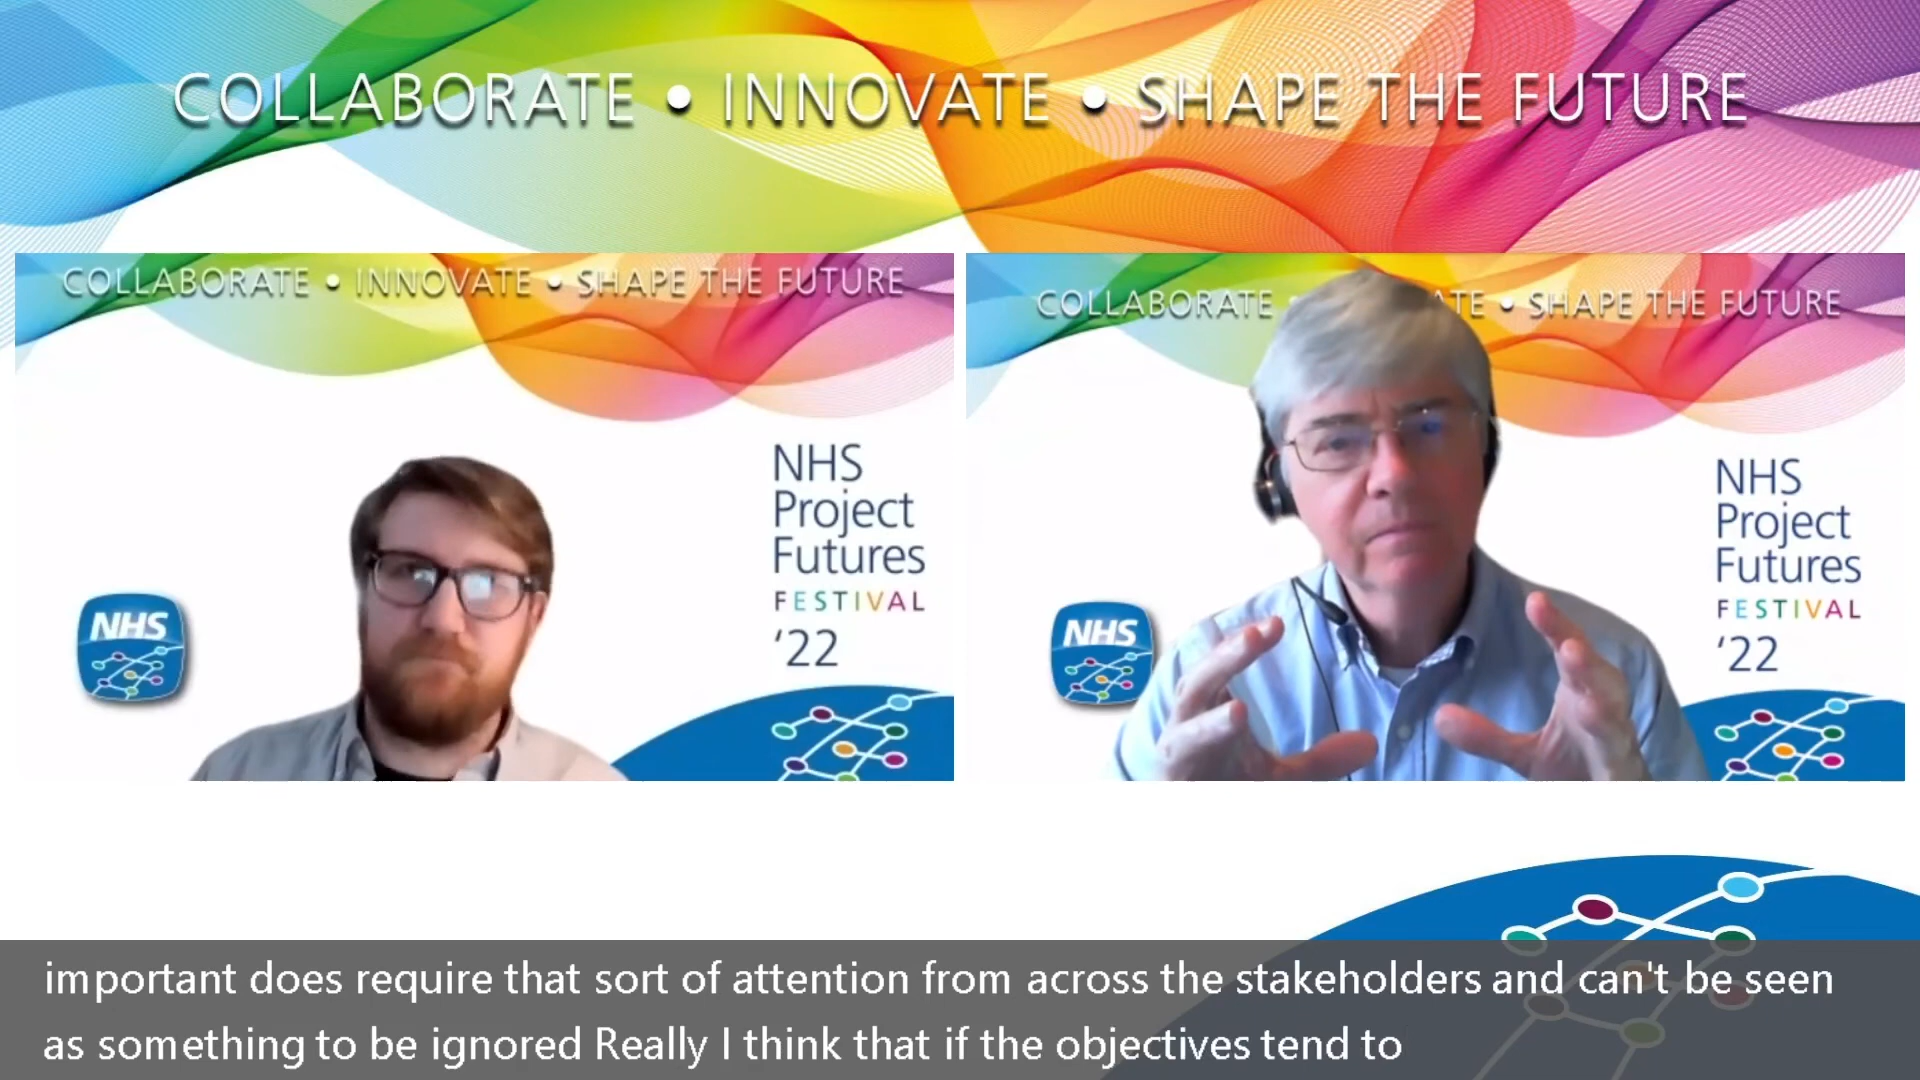 COLLABORATE • INNOVATE • SHAPE THE FUTURE
COLLABORATE • INNOVATE • SHAPE THE FUTURE
NHS
Project
Futures
FESTIVAL
'22
NHS
COLLABORATE • ATE • SHAPE THE FUTURE
NHS
Project
Futures
FESTIVAL
'22
NHS
important does require that sort of attention from across the stakeholders and can't be seen
as something to be ignored Really I think that if the objectives tend to